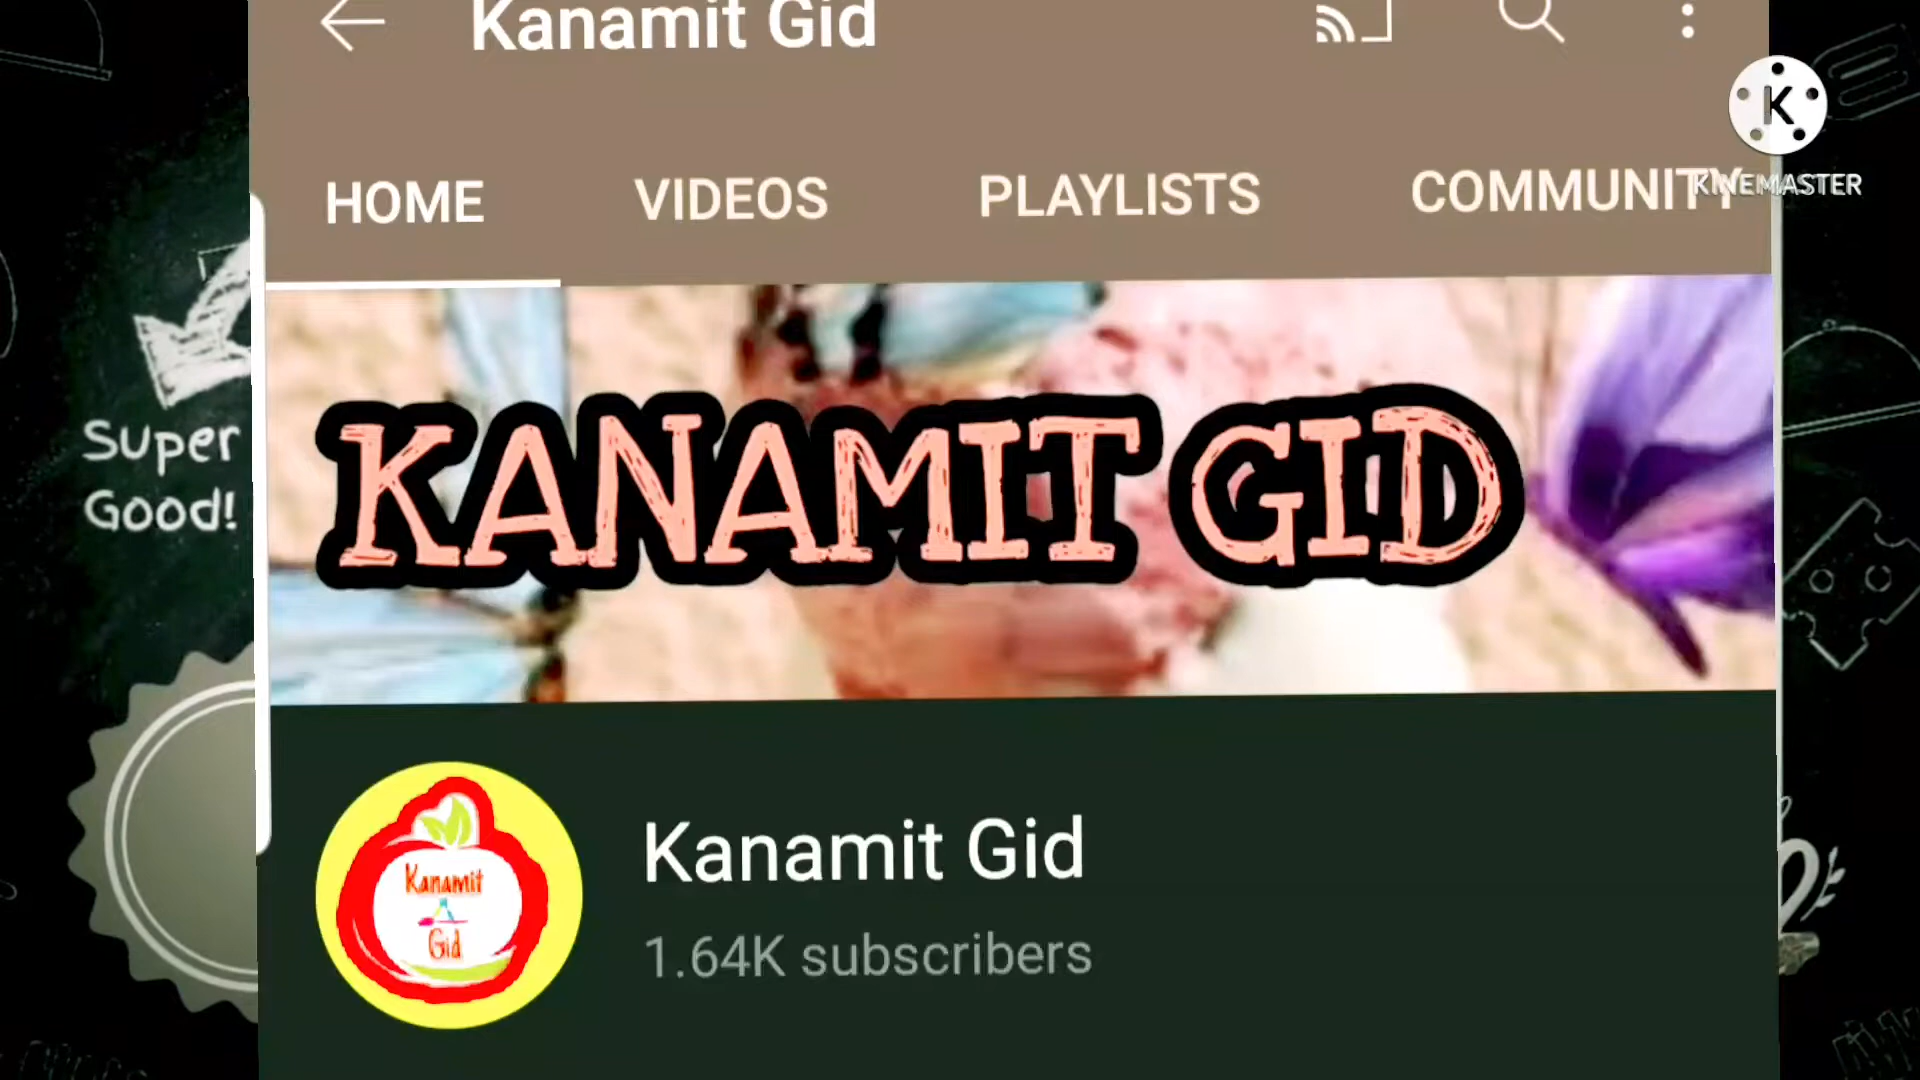 Kanamit Gid
K
KINEMASTER
HOME VIDEOS PLAYLISTS COMMUNITY
KANAMIT GID
Super
Good!
Kanamit
Gid
Kanamit Gid
1.64K subscribers